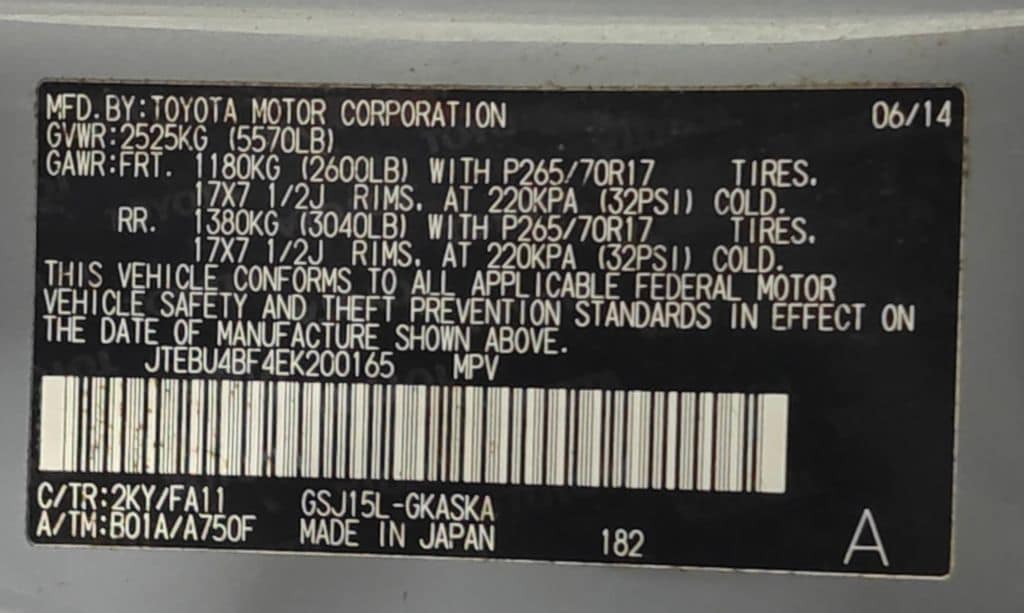 MFD.BY:TOYOTA MOTOR CORPORATION 06/14
GVWR:2525KG (5570LB)
GAWR:FRT. 1180KG (2600LB) WITH P265/70R17 TIRES.
17X7 1/2J RIMS. AT 220KPA (32PSI) COLD.
RR. 1380KG (3040LB) WITH P265/70R17 TIRES.
17X7 1/2J RIMS. AT 220KPA (32PSI) COLD.
THIS VEHICLE CONFORMS TO ALL APPLICABLE FEDERAL MOTOR
VEHICLE SAFETY AND THEFT PREVENTION STANDARDS IN EFFECT ON
THE DATE OF MANUFACTURE SHOWN ABOVE.
JTEBU4BF4EK200165 MPV
C/TR:2KY/FA11 GSJ15L-GKASKA
A/TM:B01A/A750F MADE IN JAPAN 182 A